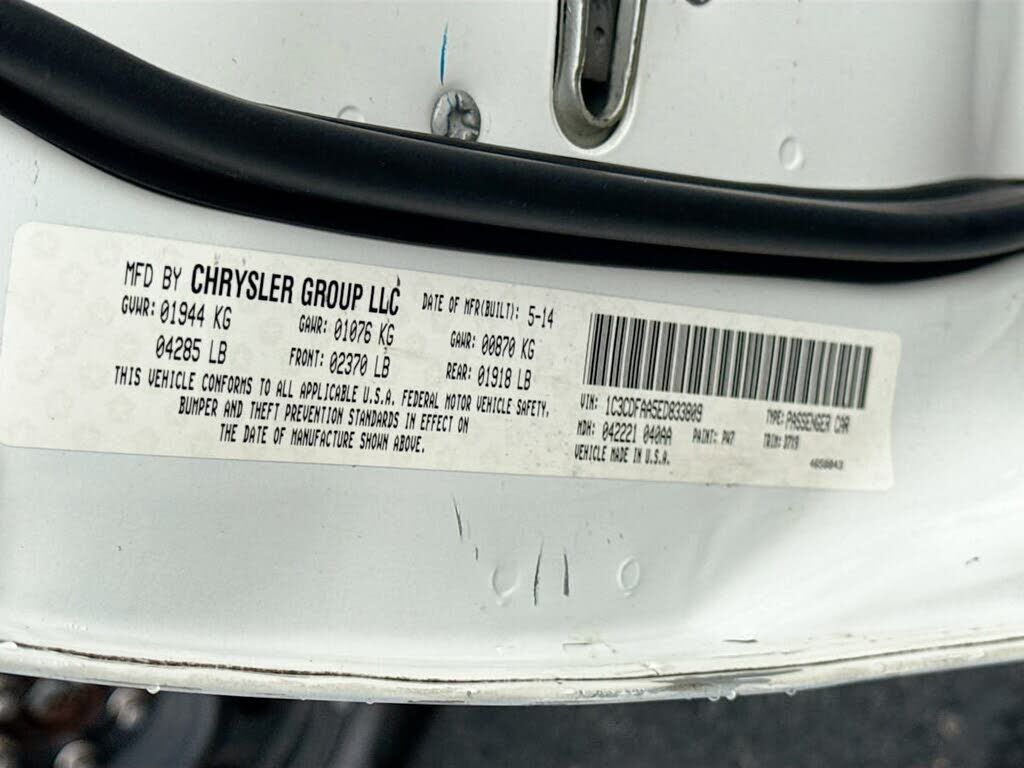 MFD BY CHRYSLER GROUP LLC DATE OF MFR(BUILT): 5-14
GVWR: 01944 KG GAWR: 01076 KG GAWR: 00870 KG
04285 LB FRONT: 02370 LB REAR: 01918 LB
THIS VEHICLE CONFORMS TO ALL APPLICABLE U.S.A. FEDERAL MOTOR VEHICLE SAFETY,
BUMPER AND THEFT PREVENTION STANDARDS IN EFFECT ON
THE DATE OF MANUFACTURE SHOWN ABOVE.
VIN: 1C3CDFAA5ED833809 TYPE: PASSENGER CAR
MDH: 042221 040AA PAINT: PW7 TRIM: D7X9
VEHICLE MADE IN U.S.A. 4658043